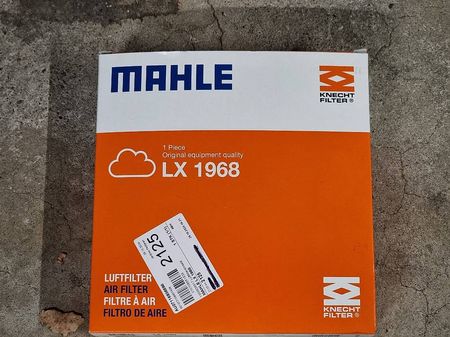 MAHLE
KNECHT
FILTER®
1 Piece
Original equipment quality
LX 1968
2125
LUFTFILTER
AIR FILTER
FILTRE À AIR
FILTRO DE AIRE
KNECHT
FILTER®